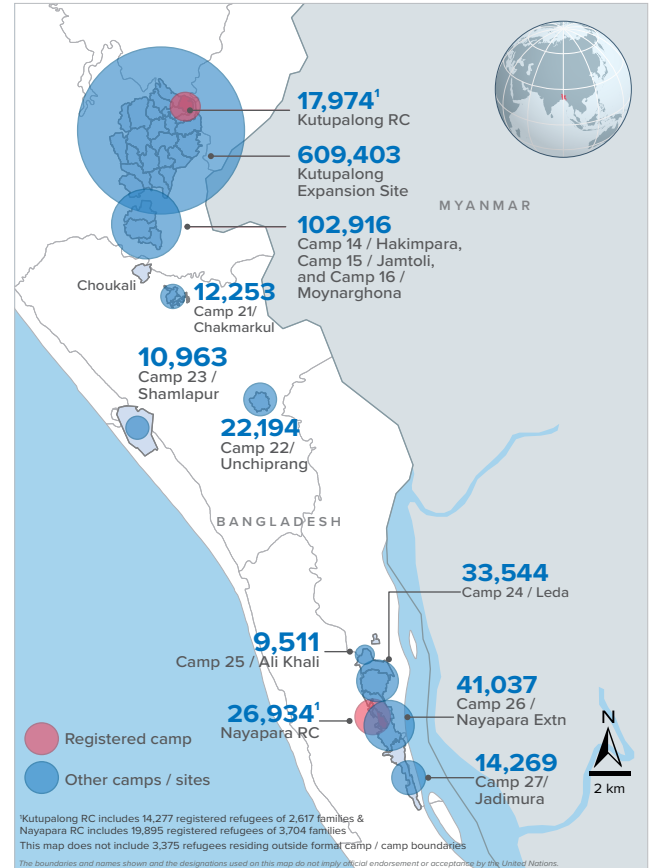 17,974¹
Kutupalong RC
609,403
Kutupalong
Expansion Site
MYANMAR
102,916
Camp 14 / Hakimpara,
Camp 15 / Jamtoli,
and Camp 16 /
Moynarghona
Choukali
12,253
Camp 21/
Chakmarkul
10,963
Camp 23 /
Shamlapur
22,194
Camp 22/
Unchiprang
BANGLADESH
33,544
Camp 24 / Leda
9,511
Camp 25 / Ali Khali
41,037
Camp 26 /
Nayapara Extn
26,934¹
Nayapara RC
N
Registered camp
14,269
Camp 27/
Jadimura
Other camps / sites
2 km
¹Kutupalong RC includes 14,277 registered refugees of 2,617 families &
Nayapara RC includes 19,895 registered refugees of 3,704 families
This map does not include 3,375 refugees residing outside formal camp / camp boundaries
The boundaries and names shown and the designations used on this map do not imply official endorsement or acceptance by the United Nations.